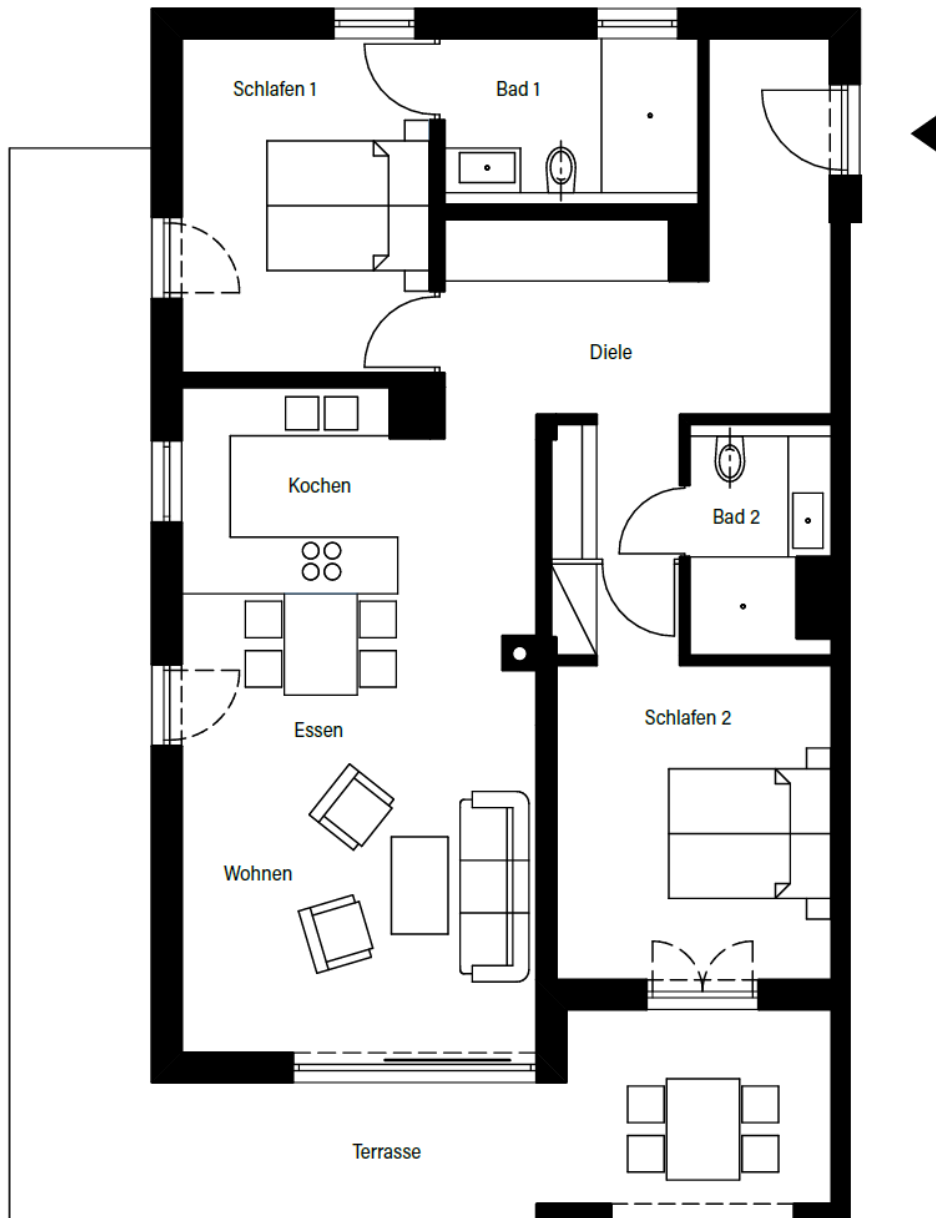 Schlafen 1
Bad 1
Diele
Kochen
Bad 2
Schlafen 2
Essen
Wohnen
Terrasse